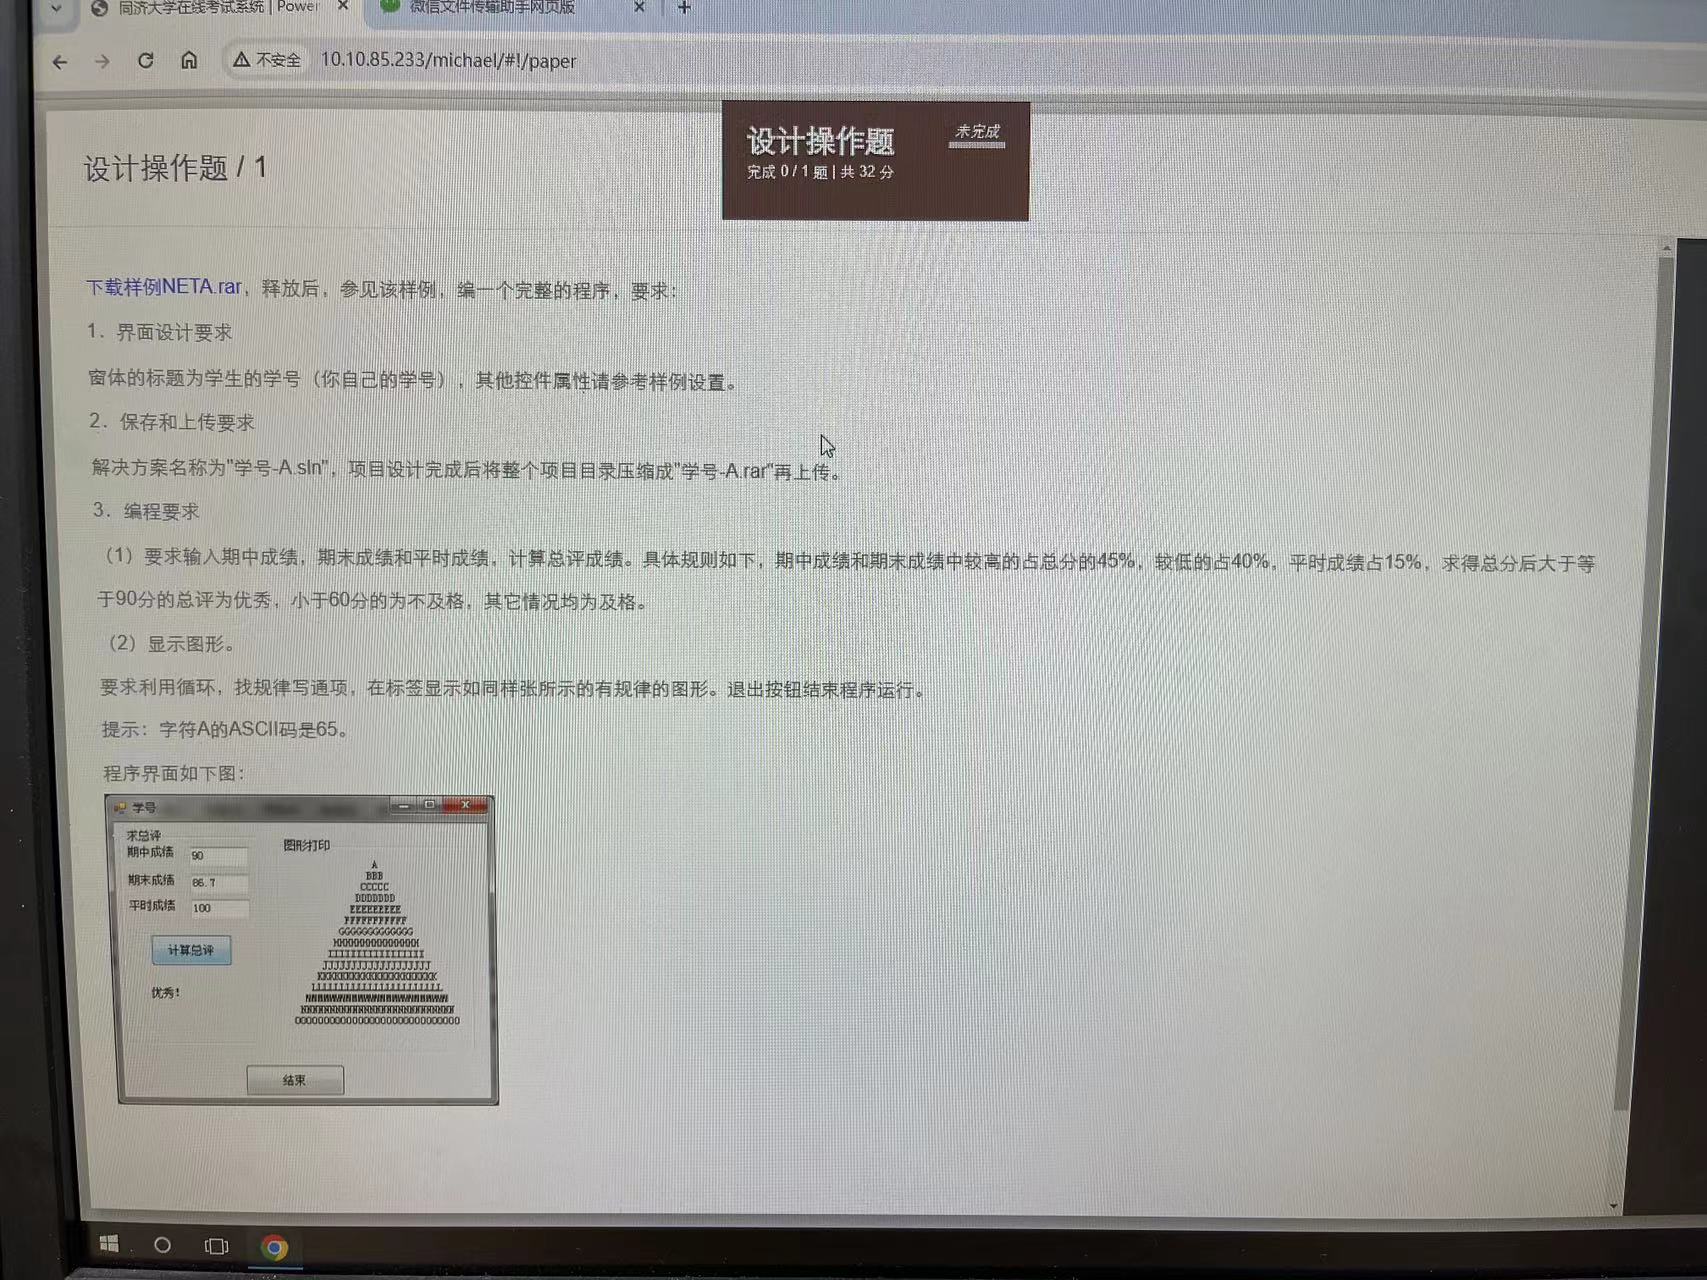 同济大学在线考试系统 | Power
微信文件传输助手网页版
不安全
10.10.85.233/michael/#!/paper
设计操作题 / 1
设计操作题
未完成
完成 0 / 1 题 | 共 32 分
下载样例NETA.rar，释放后，参见该样例，编一个完整的程序，要求：
1．界面设计要求
窗体的标题为学生的学号（你自己的学号），其他控件属性请参考样例设置。
2．保存和上传要求
解决方案名称为"学号-A.sln"，项目设计完成后将整个项目目录压缩成"学号-A.rar"再上传。
3．编程要求
（1）要求输入期中成绩，期末成绩和平时成绩，计算总评成绩。具体规则如下，期中成绩和期末成绩中较高的占总分的45%，较低的占40%，平时成绩占15%，求得总分后大于等
于90分的总评为优秀，小于60分的为不及格，其它情况均为及格。
（2）显示图形。
要求利用循环，找规律写通项，在标签显示如同样张所示的有规律的图形。退出按钮结束程序运行。
提示：字符A的ASCII码是65。
程序界面如下图：
学号
求总评
期中成绩 90
期末成绩 86.7
平时成绩 100
计算总评
优秀！
图形打印
A
BBB
CCCCC
DDDDDDD
EEEEEEEEE
FFFFFFFFFFF
GGGGGGGGGGGGG
结束